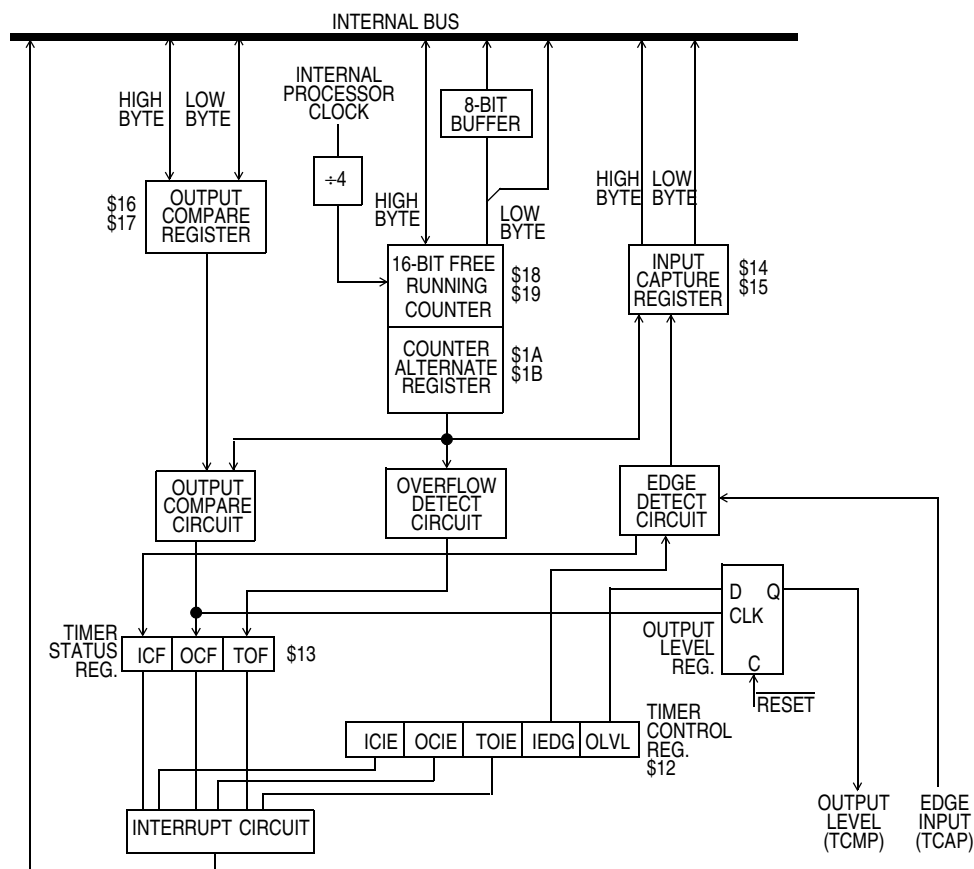 INTERNAL BUS
HIGH
BYTE
LOW
BYTE
INTERNAL
PROCESSOR
CLOCK
÷4
8-BIT
BUFFER
HIGH
BYTE
LOW
BYTE
HIGH
BYTE
LOW
BYTE
$16
$17
OUTPUT
COMPARE
REGISTER
16-BIT FREE
RUNNING
COUNTER
$18
$19
COUNTER
ALTERNATE
REGISTER
$1A
$1B
INPUT
CAPTURE
REGISTER
$14
$15
OUTPUT
COMPARE
CIRCUIT
OVERFLOW
DETECT
CIRCUIT
EDGE
DETECT
CIRCUIT
D Q
CLK
C
OUTPUT
LEVEL
REG.
RESET
TIMER
STATUS
REG.
ICF OCF TOF
$13
ICIE OCIE TOIE IEDG OLVL
TIMER
CONTROL
REG.
$12
INTERRUPT CIRCUIT
OUTPUT
LEVEL
(TCMP)
EDGE
INPUT
(TCAP)